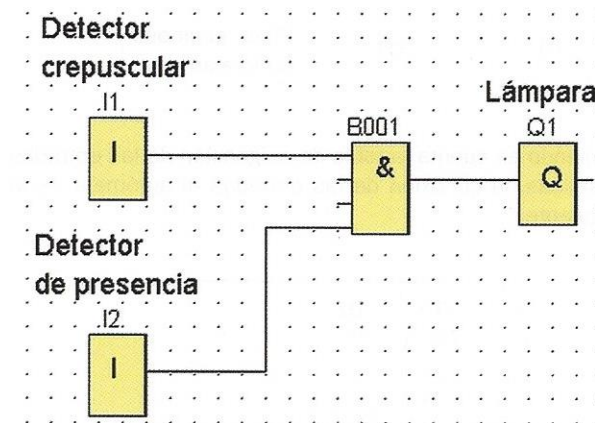 Detector
crepuscular
I1
I
Lámpara
B001
&
Q1
Q
Detector
de presencia
I2
I